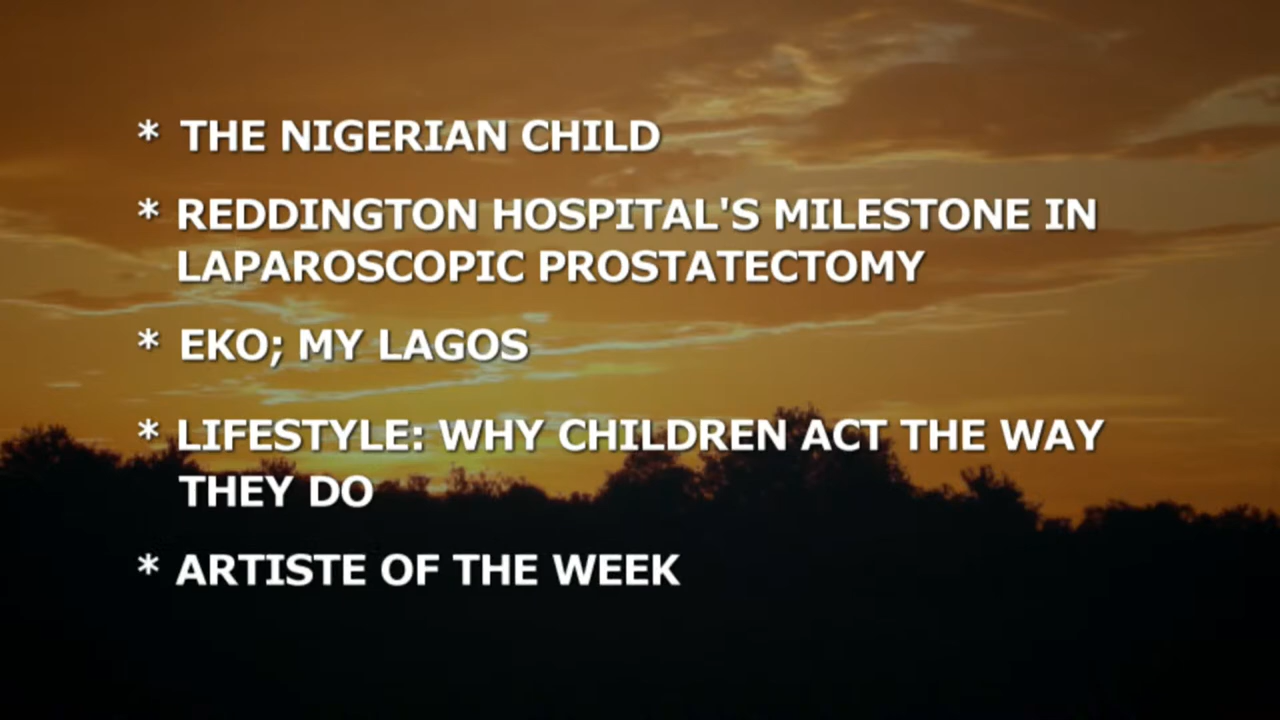 * THE NIGERIAN CHILD
* REDDINGTON HOSPITAL'S MILESTONE IN
LAPAROSCOPIC PROSTATECTOMY
* EKO; MY LAGOS
* LIFESTYLE: WHY CHILDREN ACT THE WAY
THEY DO
* ARTISTE OF THE WEEK